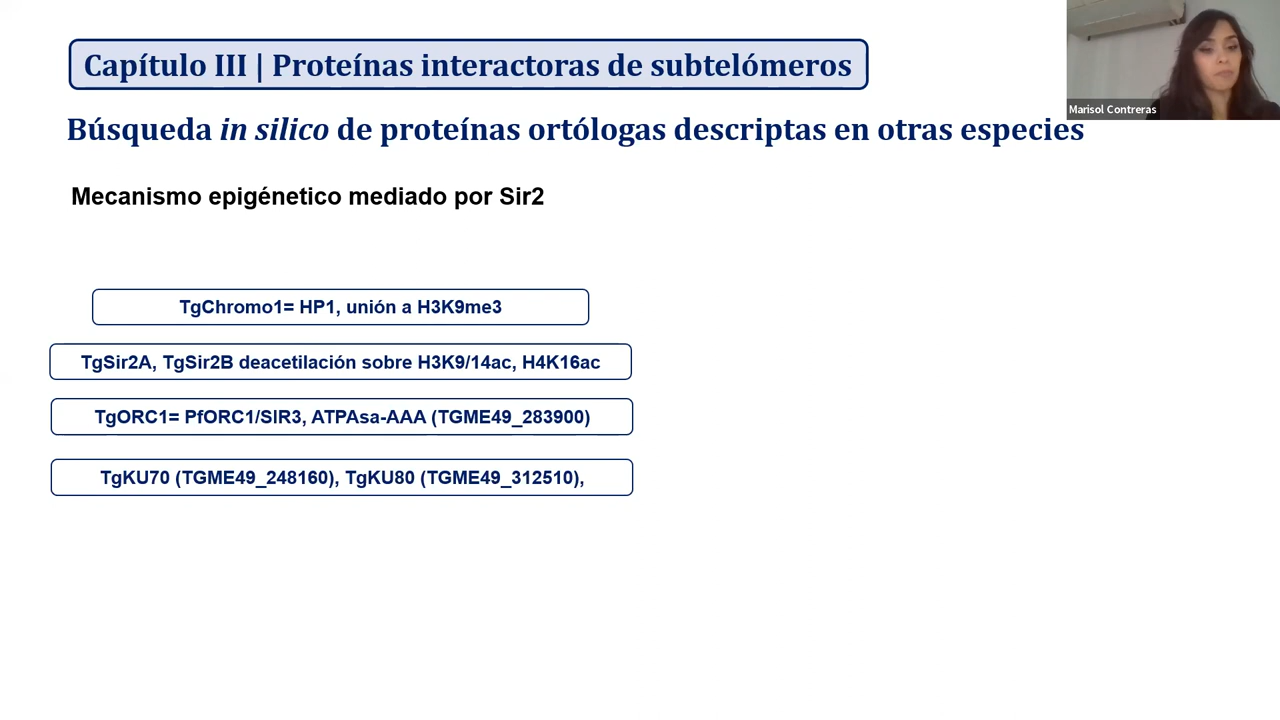 Capítulo III | Proteínas interactoras de subtelómeros
Marisol Contreras
Búsqueda in silico de proteínas ortólogas descriptas en otras especies
Mecanismo epigénetico mediado por Sir2
TgChromo1= HP1, unión a H3K9me3
TgSir2A, TgSir2B deacetilación sobre H3K9/14ac, H4K16ac
TgORC1= PfORC1/SIR3, ATPAsa-AAA (TGME49_283900)
TgKU70 (TGME49_248160), TgKU80 (TGME49_312510),